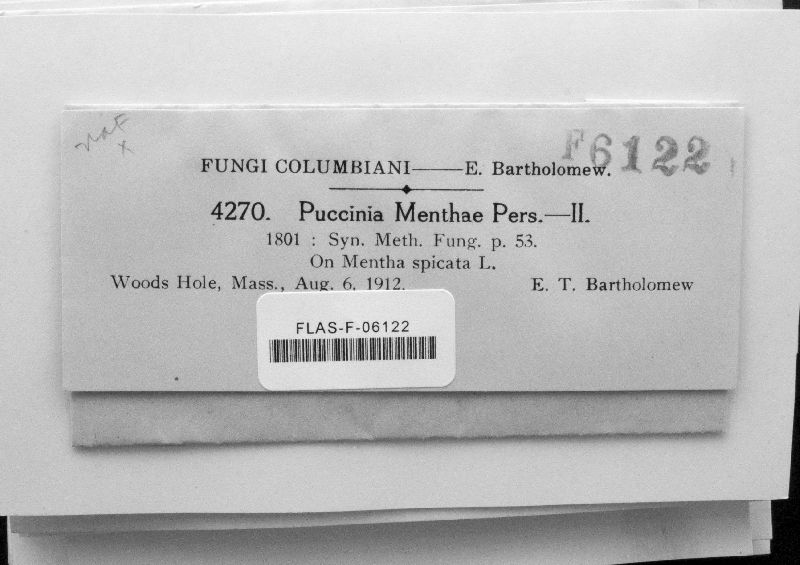 F6122
FUNGI COLUMBIANI——E. Bartholomew.
4270. Puccinia Menthae Pers.—II.
1801 : Syn. Meth. Fung. p. 53.
On Mentha spicata L.
Woods Hole, Mass., Aug. 6, 1912. E. T. Bartholomew
FLAS-F-06122